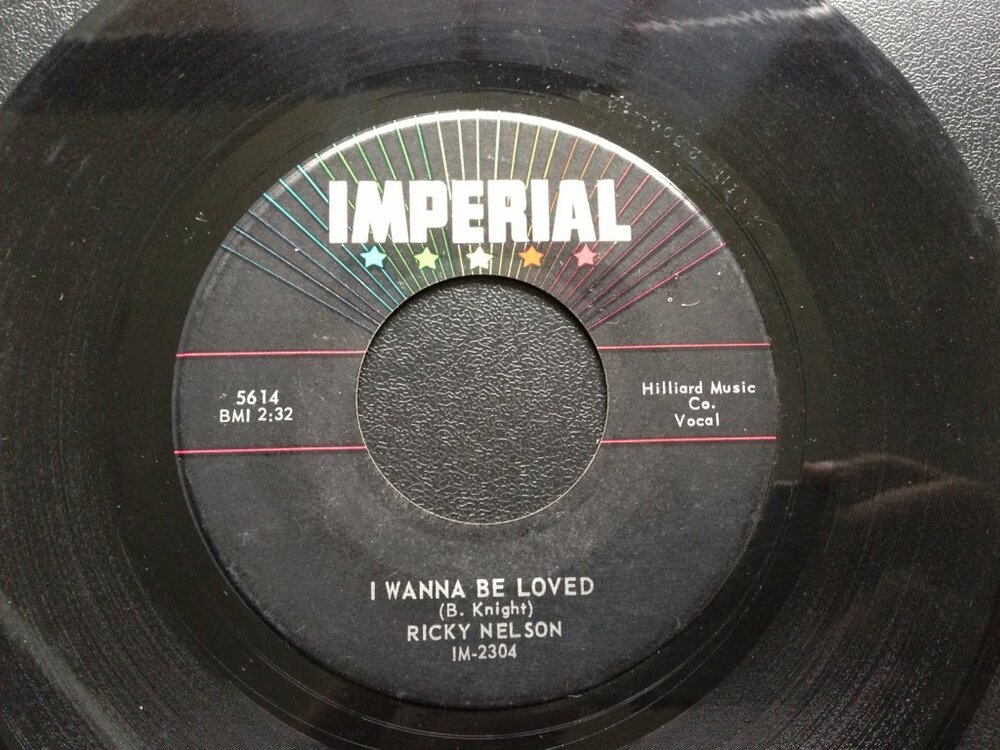 IMPERIAL
5614
BMI 2:32
Hilliard Music
Co.
Vocal
I WANNA BE LOVED
(B. Knight)
RICKY NELSON
IM-2304